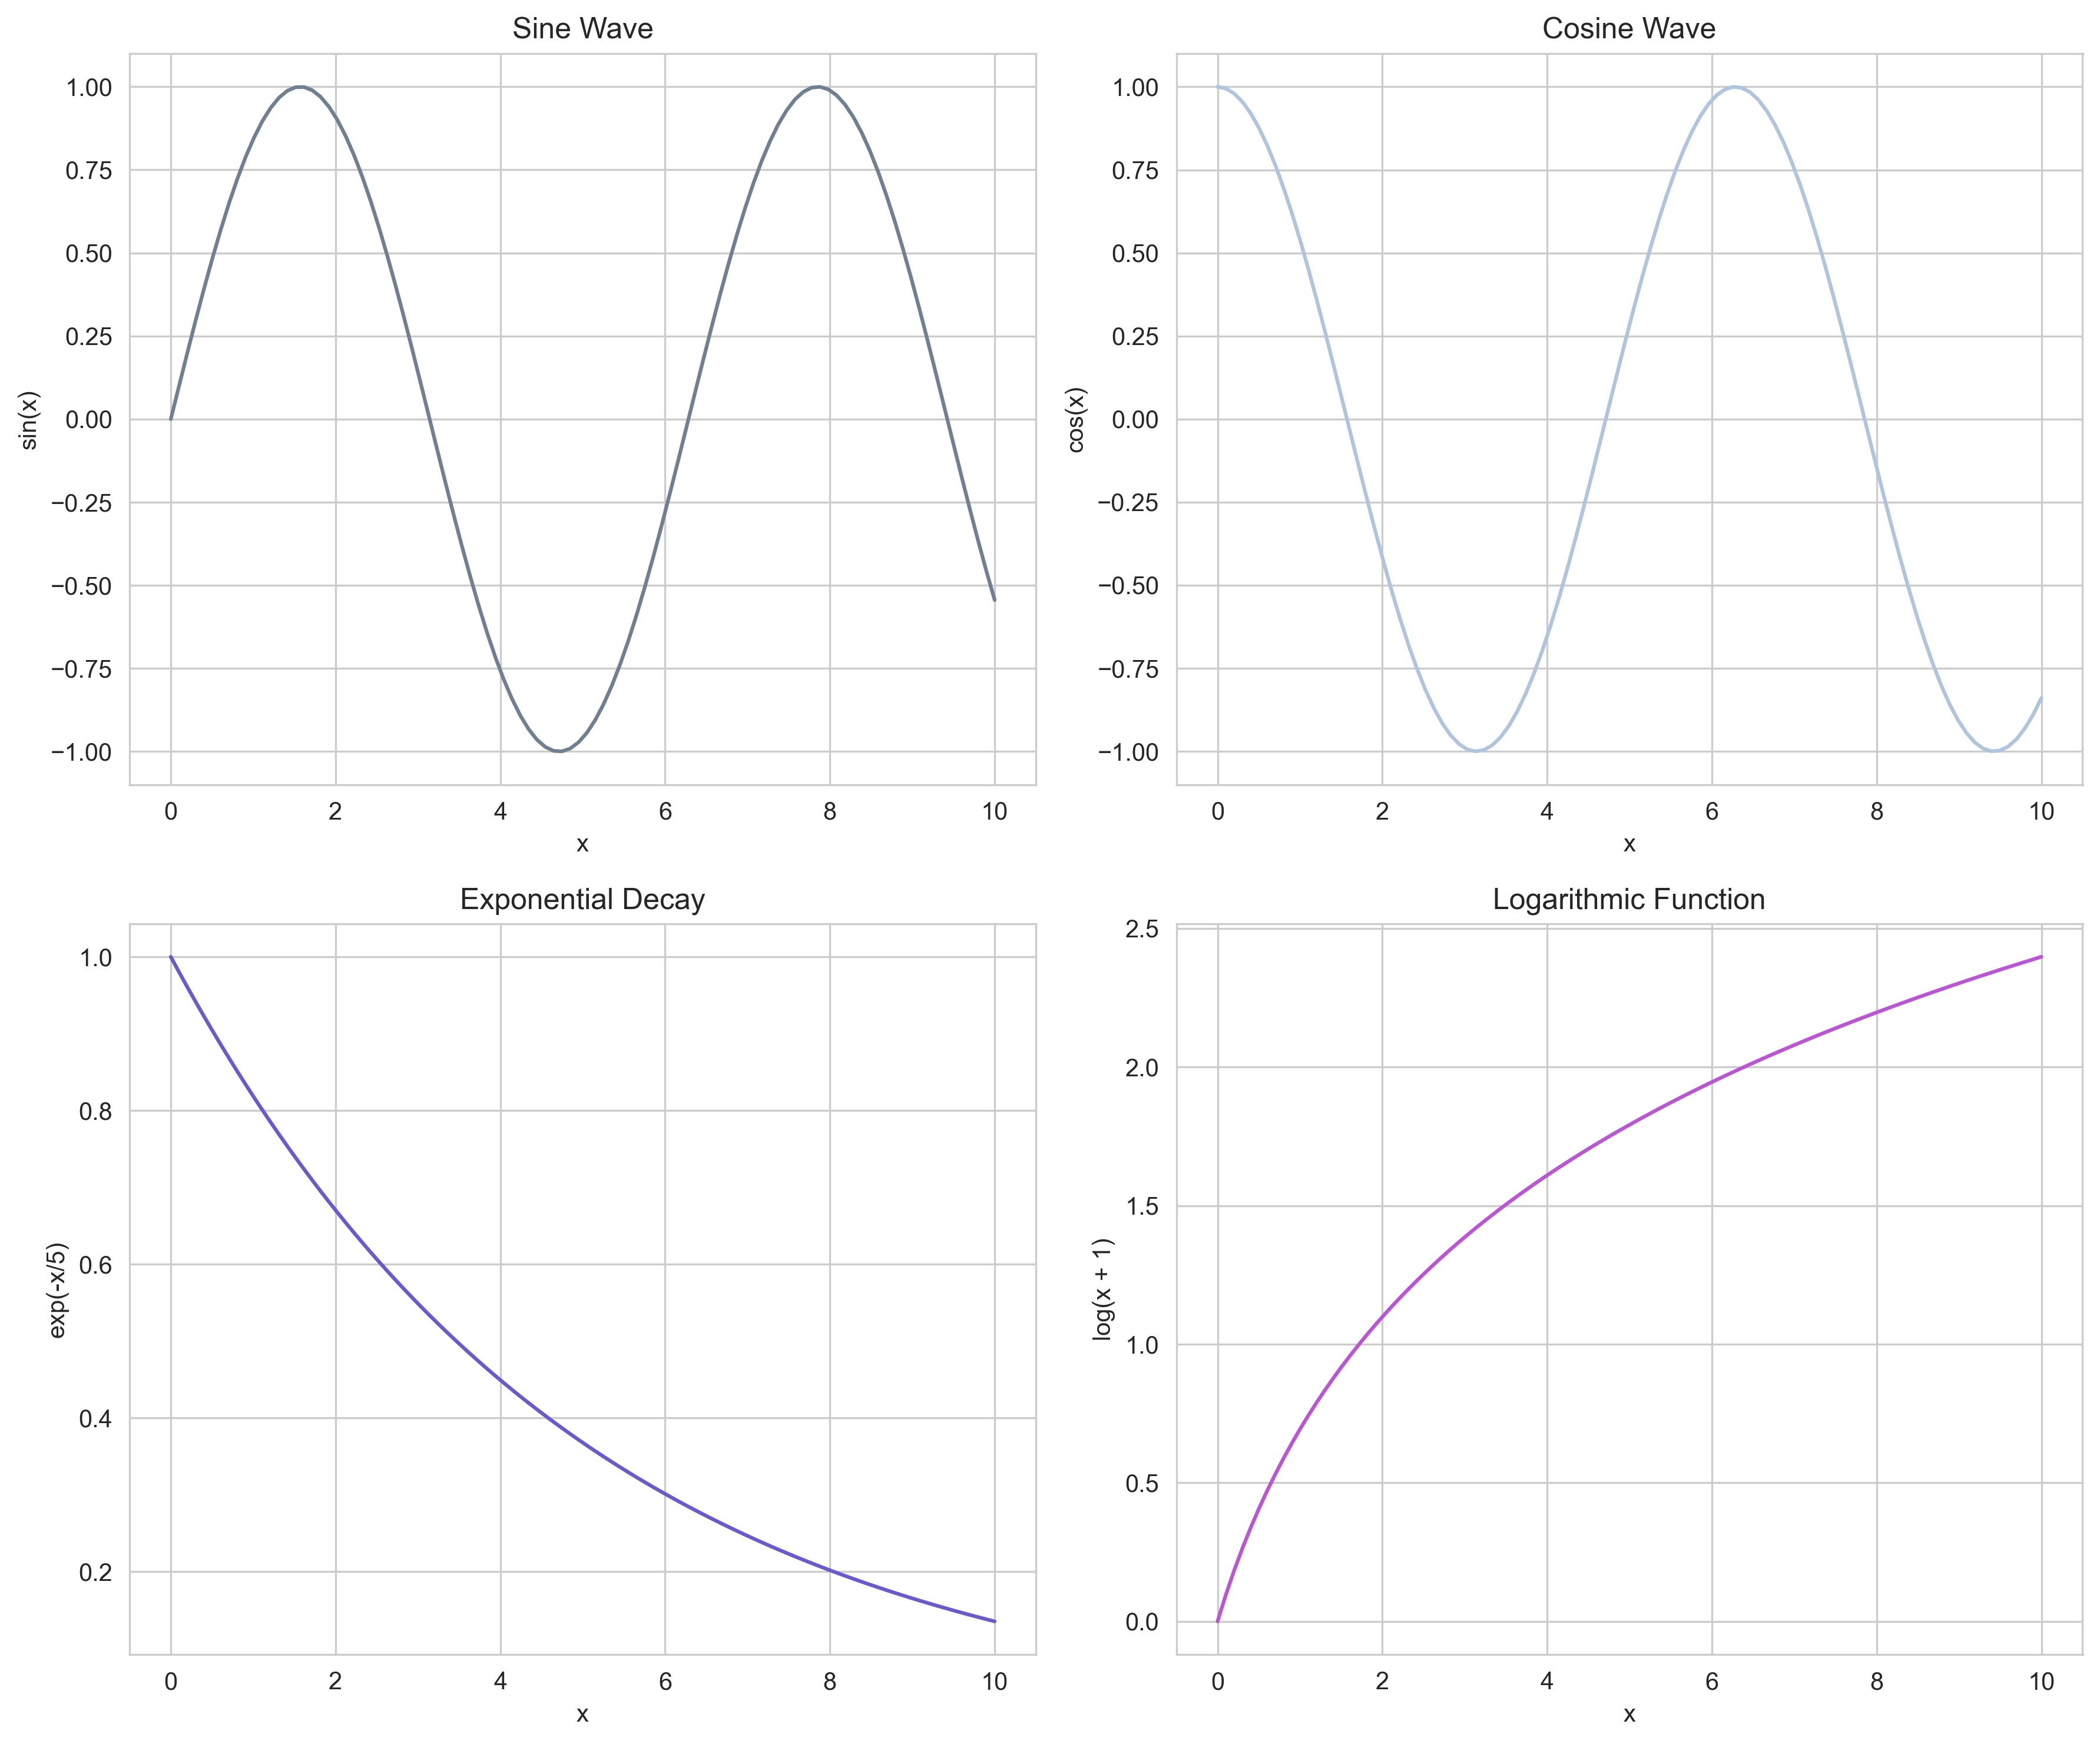 Sine Wave
1.00
0.75
0.50
0.25
0.00
−0.25
−0.50
−0.75
−1.00
sin(x)
0 2 4 6 8 10
x
Cosine Wave
1.00
0.75
0.50
0.25
0.00
−0.25
−0.50
−0.75
−1.00
cos(x)
0 2 4 6 8 10
x
Exponential Decay
1.0
0.8
0.6
0.4
0.2
exp(-x/5)
0 2 4 6 8 10
x
Logarithmic Function
2.5
2.0
1.5
1.0
0.5
0.0
log(x + 1)
0 2 4 6 8 10
x